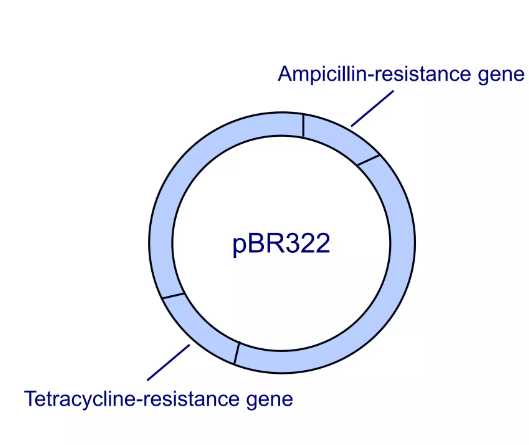 Ampicillin-resistance gene
pBR322
Tetracycline-resistance gene